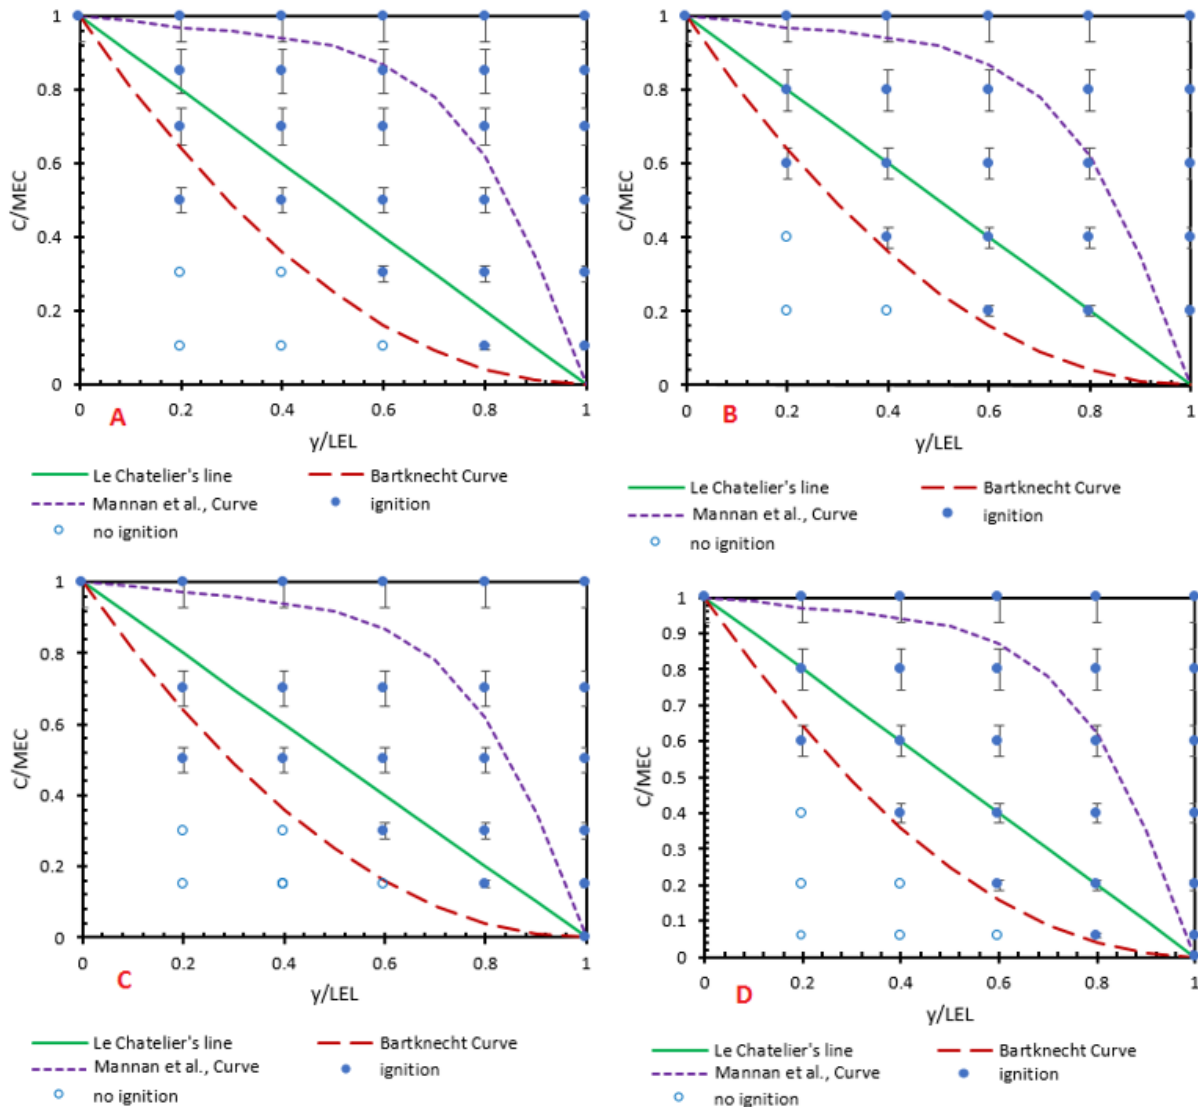 1
0.8
0.6
0.4
0.2
0
C/MEC
0 0.2 0.4 0.6 0.8 1
A
y/LEL
Le Chatelier's line
Bartknecht Curve
Mannan et al., Curve
ignition
no ignition
1
0.8
0.6
0.4
0.2
0
C/MEC
0 0.2 0.4 0.6 0.8 1
B
y/LEL
Le Chatelier's line
Bartknecht Curve
Mannan et al., Curve
ignition
no ignition
1
0.8
0.6
0.4
0.2
0
C/MEC
0 0.2 0.4 0.6 0.8 1
C
y/LEL
Le Chatelier's line
Bartknecht Curve
Mannan et al., Curve
ignition
no ignition
1
0.9
0.8
0.7
0.6
0.5
0.4
0.3
0.2
0.1
0
C/MEC
0 0.2 0.4 0.6 0.8 1
D
y/LEL
Le Chatelier's line
Bartknecht Curve
Mannan et al., Curve
ignition
no ignition